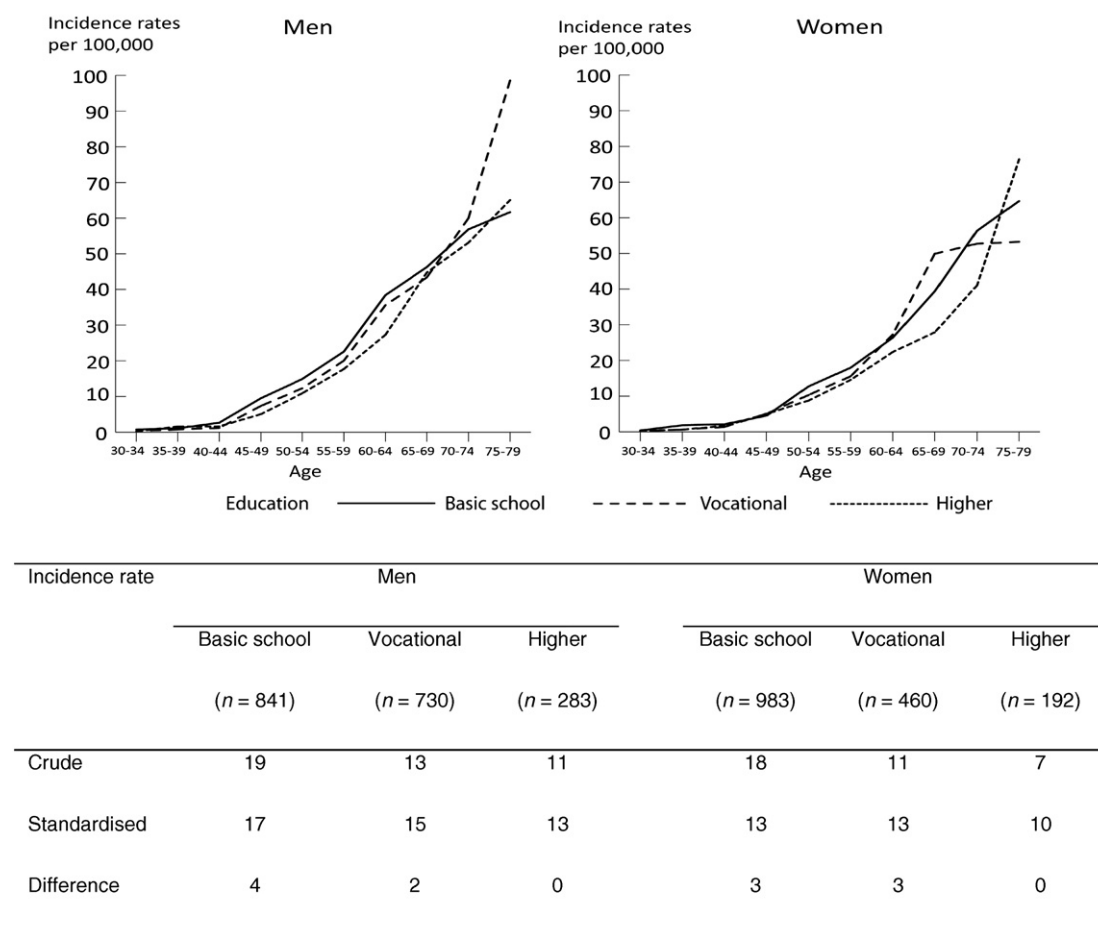 Incidence rates
per 100,000
Men
100
90
80
70
60
50
40
30
20
10
0
30-34 35-39 40-44 45-49 50-54 55-59 60-64 65-69 70-74 75-79
Age
Incidence rates
per 100,000
Women
100
90
80
70
60
50
40
30
20
10
0
30-34 35-39 40-44 45-49 50-54 55-59 60-64 65-69 70-74 75-79
Age
Education Basic school Vocational Higher
Incidence rate Men Women
Basic school Vocational Higher Basic school Vocational Higher
(n = 841) (n = 730) (n = 283) (n = 983) (n = 460) (n = 192)
Crude 19 13 11 18 11 7
Standardised 17 15 13 13 13 10
Difference 4 2 0 3 3 0